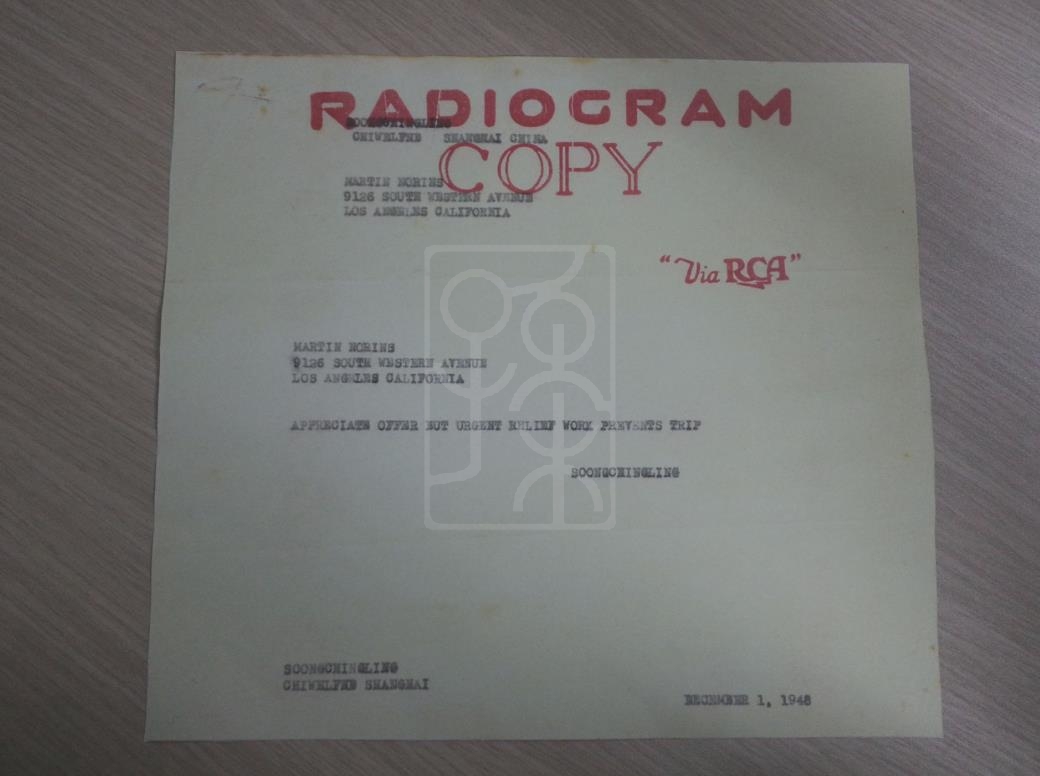 RADIOGRAM
SOONGCHINGLING
CHIWELFNE SHANGHAI CHINA
COPY
MARTIN NORINS
9126 SOUTH WESTERN AVENUE
LOS ANGELES CALIFORNIA
"Via RCA"
MARTIN NORINS
9126 SOUTH WESTERN AVENUE
LOS ANGELES CALIFORNIA
APPRECIATE OFFER BUT URGENT RELIEF WORK PREVENTS TRIP
SOONGCHINGLING
SOONGCHINGLING
CHIWELFNE SHANGHAI
DECEMBER 1, 1948